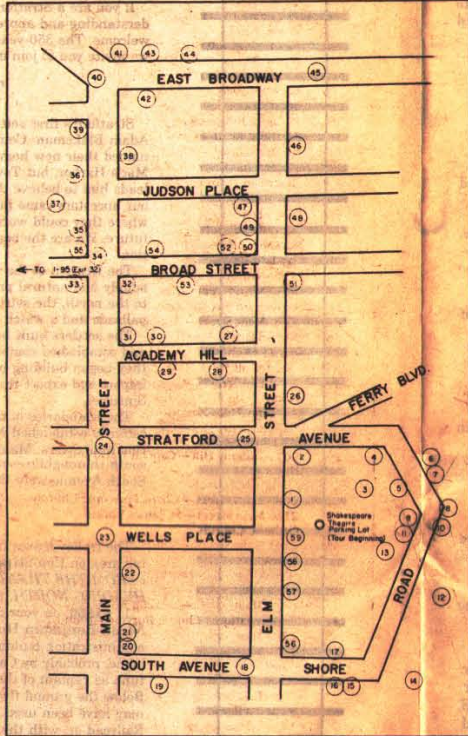 41 43 44
45
40
EAST BROADWAY
42
39
46
38
36
JUDSON PLACE
37
47
48
35
49
55 34 54 52 50
BROAD STREET
← TO I-95 (Exit 32)
33 32 53 51
31 30 27
ACADEMY HILL
29 28
26
FERRY BLVD.
STREET
STREET
24 STRATFORD 25 AVENUE
2 4 6
7
3 5
1 8
Shakespeare
Theatre
Parking Lot
(Tour Beginning)
9 10
11
23 WELLS PLACE 59
13
56
22
57 12
ROAD
MAIN
ELM
21
20 56 17
SOUTH AVENUE 18 SHORE
19 16 15 14